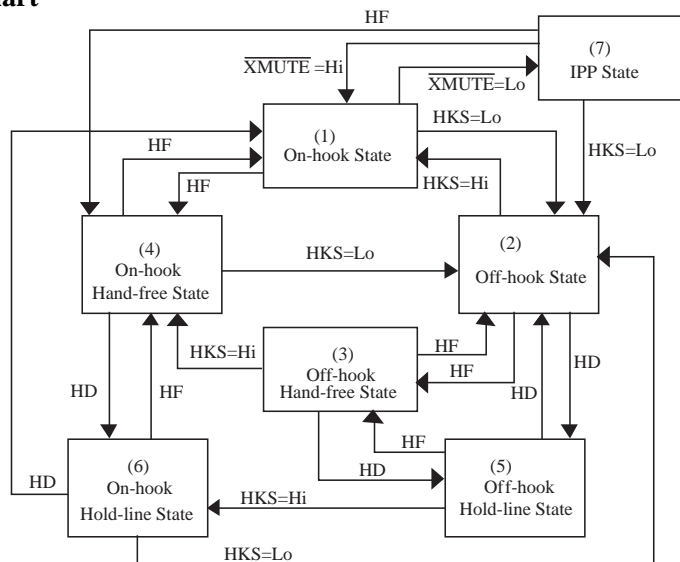 art
HF
(7)
IPP State
XMUTE =Hi
XMUTE=Lo
(1)
On-hook State
HKS=Lo
HKS=Lo
HF
HF
HKS=Hi
(4)
On-hook
Hand-free State
HKS=Lo
(2)
Off-hook State
HKS=Hi
(3)
Off-hook
Hand-free State
HF
HF
HD
HD
HD
HF
HF
HD
(6)
On-hook
Hold-line State
HD
HKS=Hi
(5)
Off-hook
Hold-line State
HKS=Lo